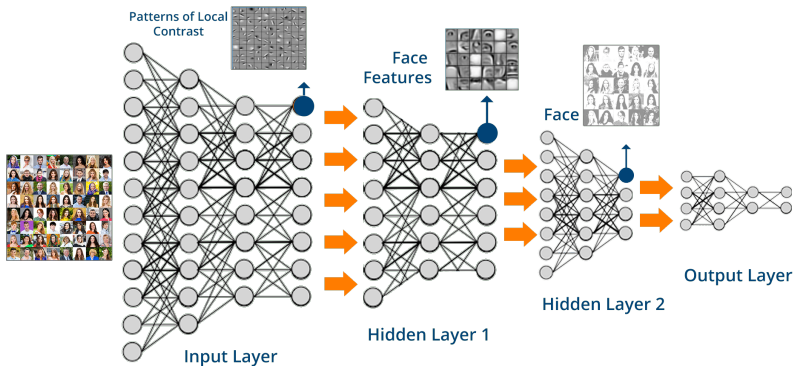 Patterns of Local
Contrast
Face
Features
Face
Input Layer
Hidden Layer 1
Hidden Layer 2
Output Layer